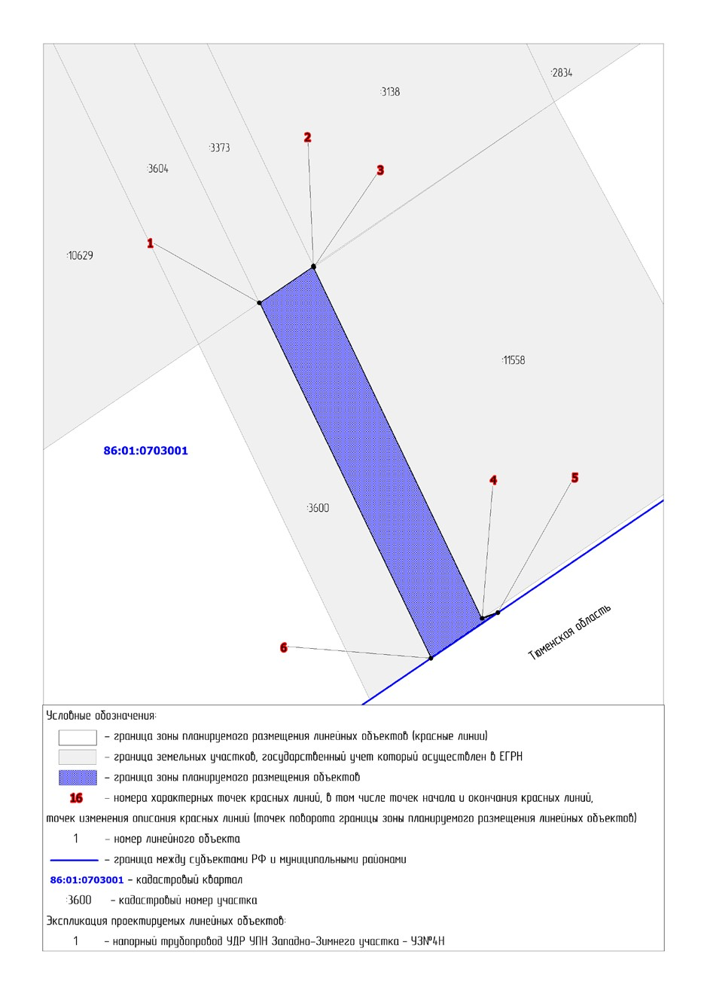 :2834
:3138
2
:3373
:3604
3
1
:10629
:11558
86:01:0703001
4
5
:3600
Тюменская область
6
Условные обозначения:
– граница зоны планируемого размещения линейных объектов (красные линии)
– граница земельных участков, государственный учет который осуществлен в ЕГРН
– граница зоны планируемого размещения объектов
16 – номера характерных точек красных линий, в том числе точек начала и окончания красных линий,
точек изменения описания красных линий (точек поворота границы зоны планируемого размещения линейных объектов)
1 – номер линейного объекта
– граница между субъектами РФ и муниципальными районами
86:01:0703001 – кадастровый квартал
:3600 – кадастровый номер участка
Экспликация проектируемых линейных объектов:
1 – напорный трубопровод УДР УПН Западно-Зимнего участка – УЗ№4Н